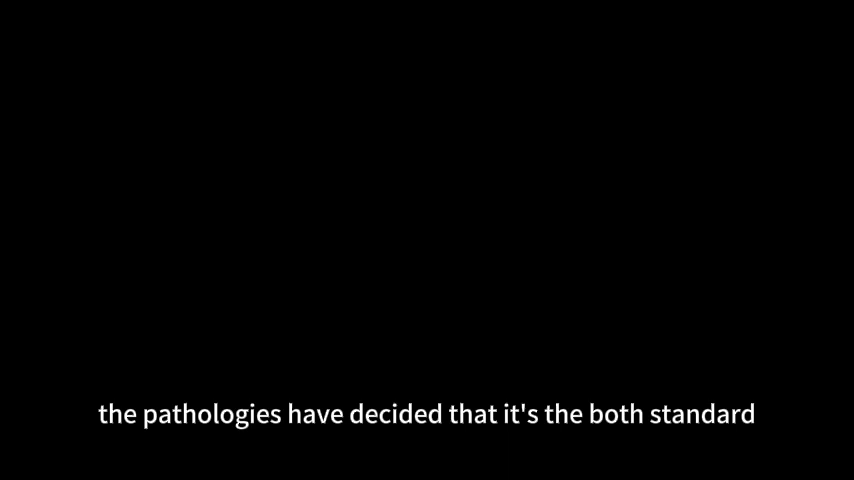 the pathologies have decided that it's the both standard